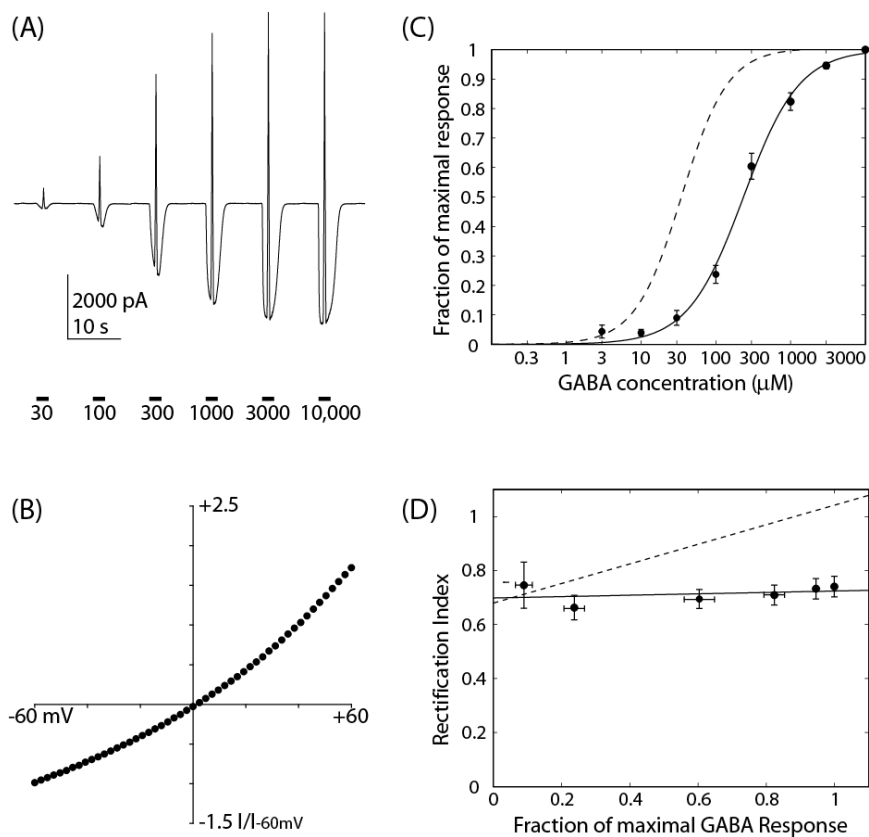 (A)
2000 pA
10 s
30 100 300 1000 3000 10,000
(B)
+2.5
-60 mV
+60
-1.5 I/I-60mV
(C)
Fraction of maximal response
1
0.9
0.8
0.7
0.6
0.5
0.4
0.3
0.2
0.1
0
0.3 1 3 10 30 100 300 1000 3000
GABA concentration (µM)
(D)
Rectification Index
1
0.8
0.6
0.4
0.2
0
0 0.2 0.4 0.6 0.8 1
Fraction of maximal GABA Response